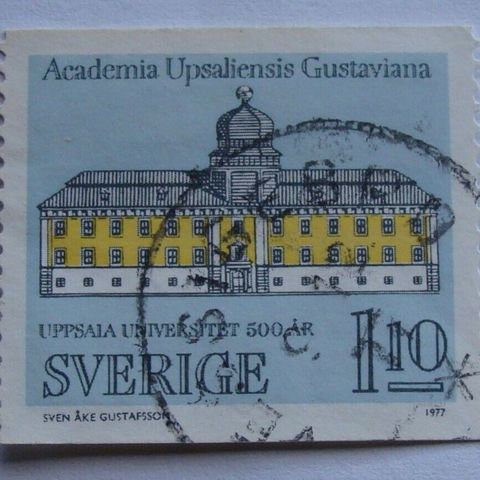 Academia Upsaliensis Gustaviana
UPPSALA UNIVERSITET 500 ÅR
SVERIGE
1.10
SVEN ÅKE GUSTAFSSON
1977